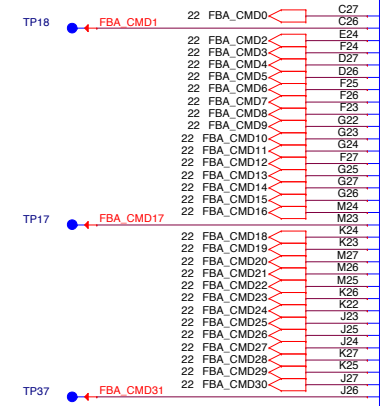 22 FBA_CMD0 C27
TP18 FBA_CMD1 C26
22 FBA_CMD2 E24
22 FBA_CMD3 F24
22 FBA_CMD4 D27
22 FBA_CMD5 D26
22 FBA_CMD6 F25
22 FBA_CMD7 F26
22 FBA_CMD8 F23
22 FBA_CMD9 G22
22 FBA_CMD10 G23
22 FBA_CMD11 G24
22 FBA_CMD12 F27
22 FBA_CMD13 G25
22 FBA_CMD14 G27
22 FBA_CMD15 G26
22 FBA_CMD16 M24
TP17 FBA_CMD17 M23
22 FBA_CMD18 K24
22 FBA_CMD19 K23
22 FBA_CMD20 M27
22 FBA_CMD21 M26
22 FBA_CMD22 M25
22 FBA_CMD23 K26
22 FBA_CMD24 K22
22 FBA_CMD25 J23
22 FBA_CMD26 J25
22 FBA_CMD27 J24
22 FBA_CMD28 K27
22 FBA_CMD29 K25
22 FBA_CMD30 J27
TP37 FBA_CMD31 J26